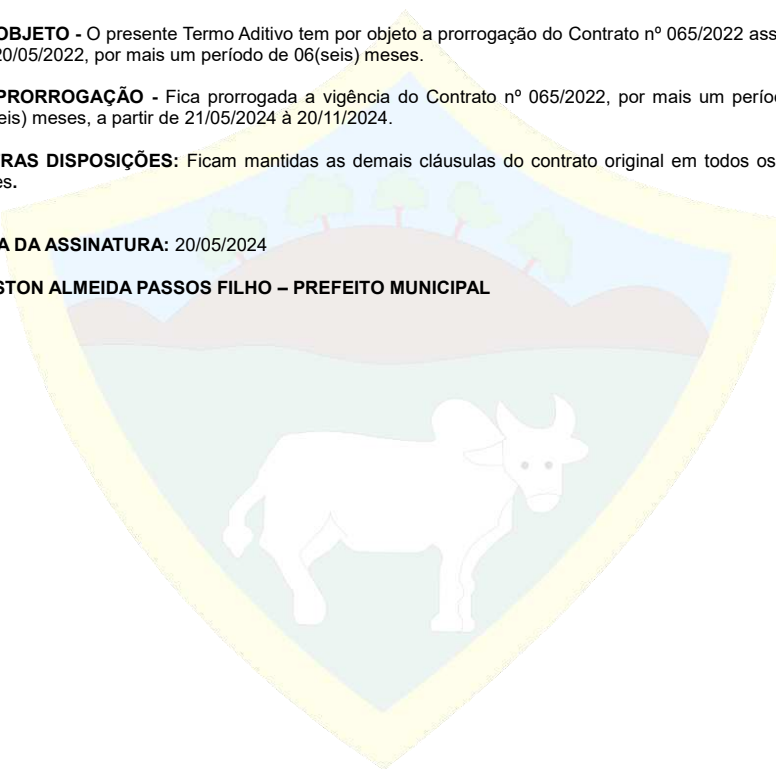 OBJETO - O presente Termo Aditivo tem por objeto a prorrogação do Contrato nº 065/2022 ass
20/05/2022, por mais um período de 06(seis) meses.
PRORROGAÇÃO - Fica prorrogada a vigência do Contrato nº 065/2022, por mais um períod
eis) meses, a partir de 21/05/2024 à 20/11/2024.
TRAS DISPOSIÇÕES: Ficam mantidas as demais cláusulas do contrato original em todos os
es.
A DA ASSINATURA: 20/05/2024
STON ALMEIDA PASSOS FILHO – PREFEITO MUNICIPAL